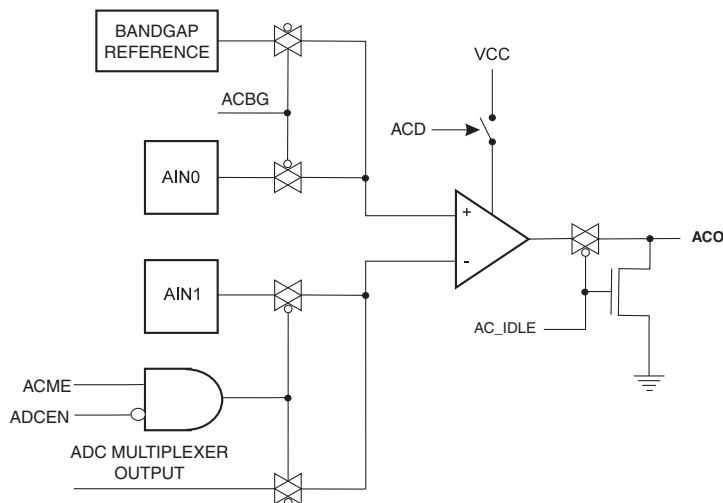 BANDGAP
REFERENCE
VCC
ACBG
ACD
AIN0
+
ACO
-
AIN1
AC_IDLE
ACME
ADCEN
ADC MULTIPLEXER
OUTPUT